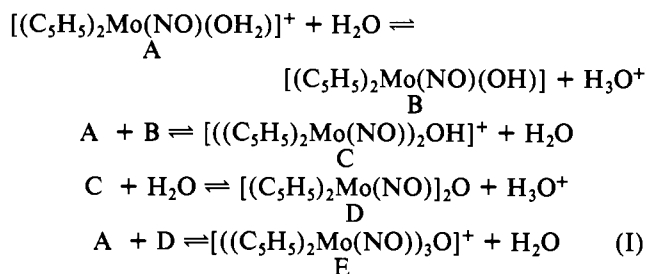 [(C₅H₅)₂Mo(NO)(OH₂)]⁺ + H₂O ⇌
A
[(C₅H₅)₂Mo(NO)(OH)] + H₃O⁺
B
A + B ⇌ [((C₅H₅)₂Mo(NO))₂OH]⁺ + H₂O
C
C + H₂O ⇌ [(C₅H₅)₂Mo(NO)]₂O + H₃O⁺
D
A + D ⇌ [((C₅H₅)₂Mo(NO))₃O]⁺ + H₂O (I)
E